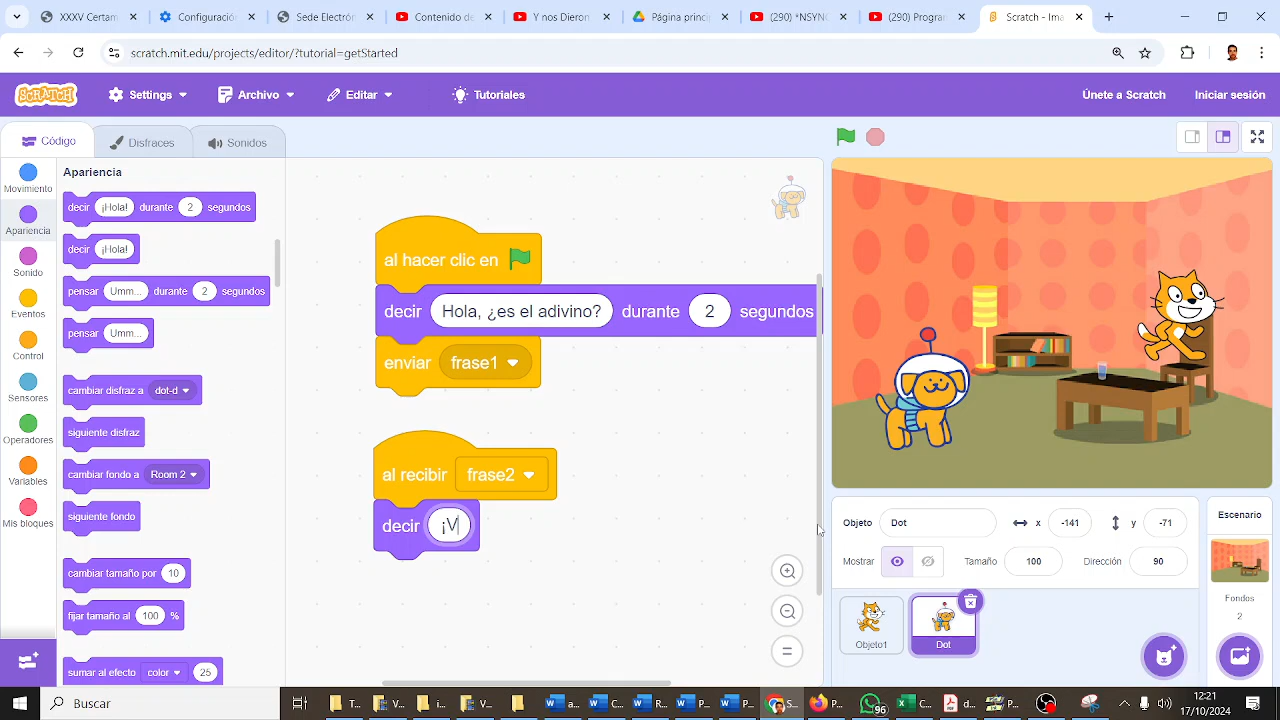 XXXV Certam
Configuración
Sede Electrón
Contenido de
Y nos Dieron
Página princi
(290) *NSYNC
(290) Program
Scratch - Ima
scratch.mit.edu/projects/editor/?tutorial=getStarted
SCRATCH
Settings
Archivo
Editar
Tutoriales
Únete a Scratch
Iniciar sesión
Código
Disfraces
Sonidos
Movimiento
Apariencia
Sonido
Eventos
Control
Sensores
Operadores
Variables
Mis bloques
Apariencia
decir ¡Hola! durante 2 segundos
decir ¡Hola!
pensar Umm... durante 2 segundos
pensar Umm...
cambiar disfraz a dot-d
siguiente disfraz
cambiar fondo a Room 2
siguiente fondo
cambiar tamaño por 10
fijar tamaño al 100 %
sumar al efecto color 25
al hacer clic en
decir Hola, ¿es el adivino? durante 2 segundos
enviar frase1
al recibir frase2
decir ¡V
Objeto Dot x -141 y -71
Mostrar Tamaño 100 Dirección 90
Objeto1
Dot
Escenario
Fondos
2
Buscar
T...
V...
T...
V...
a...
C...
R...
P...
P...
S...
P...
96
C...
d...
12:21
17/10/2024